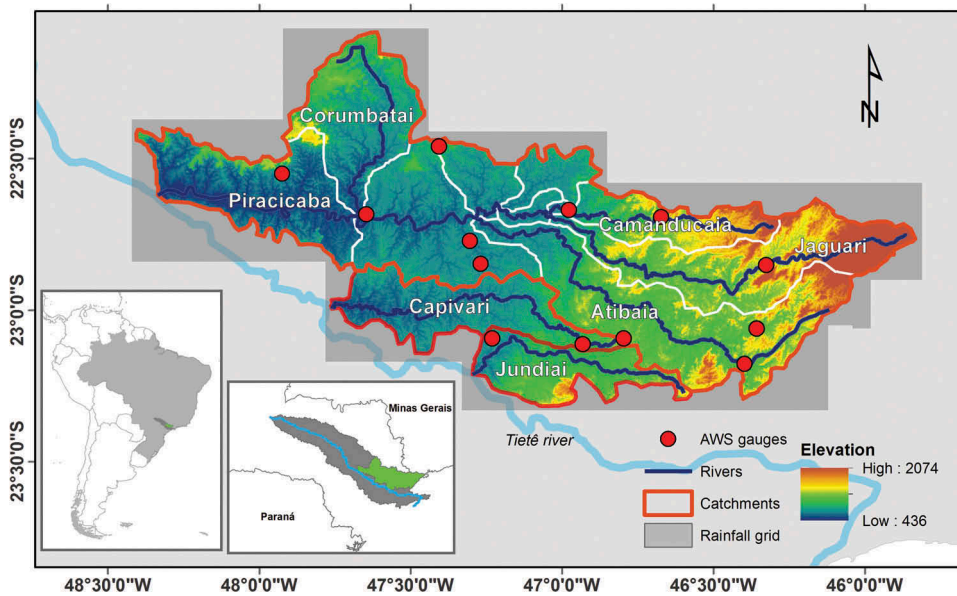 Corumbatai
Piracicaba
Camanducaia
Jaguari
Capivari
Atibaia
Jundiai
N
22°30'0"S
23°0'0"S
23°30'0"S
Minas Gerais
Paraná
Tietê river
AWS gauges
Rivers
Catchments
Rainfall grid
Elevation
High : 2074
Low : 436
48°30'0"W
48°0'0"W
47°30'0"W
47°0'0"W
46°30'0"W
46°0'0"W